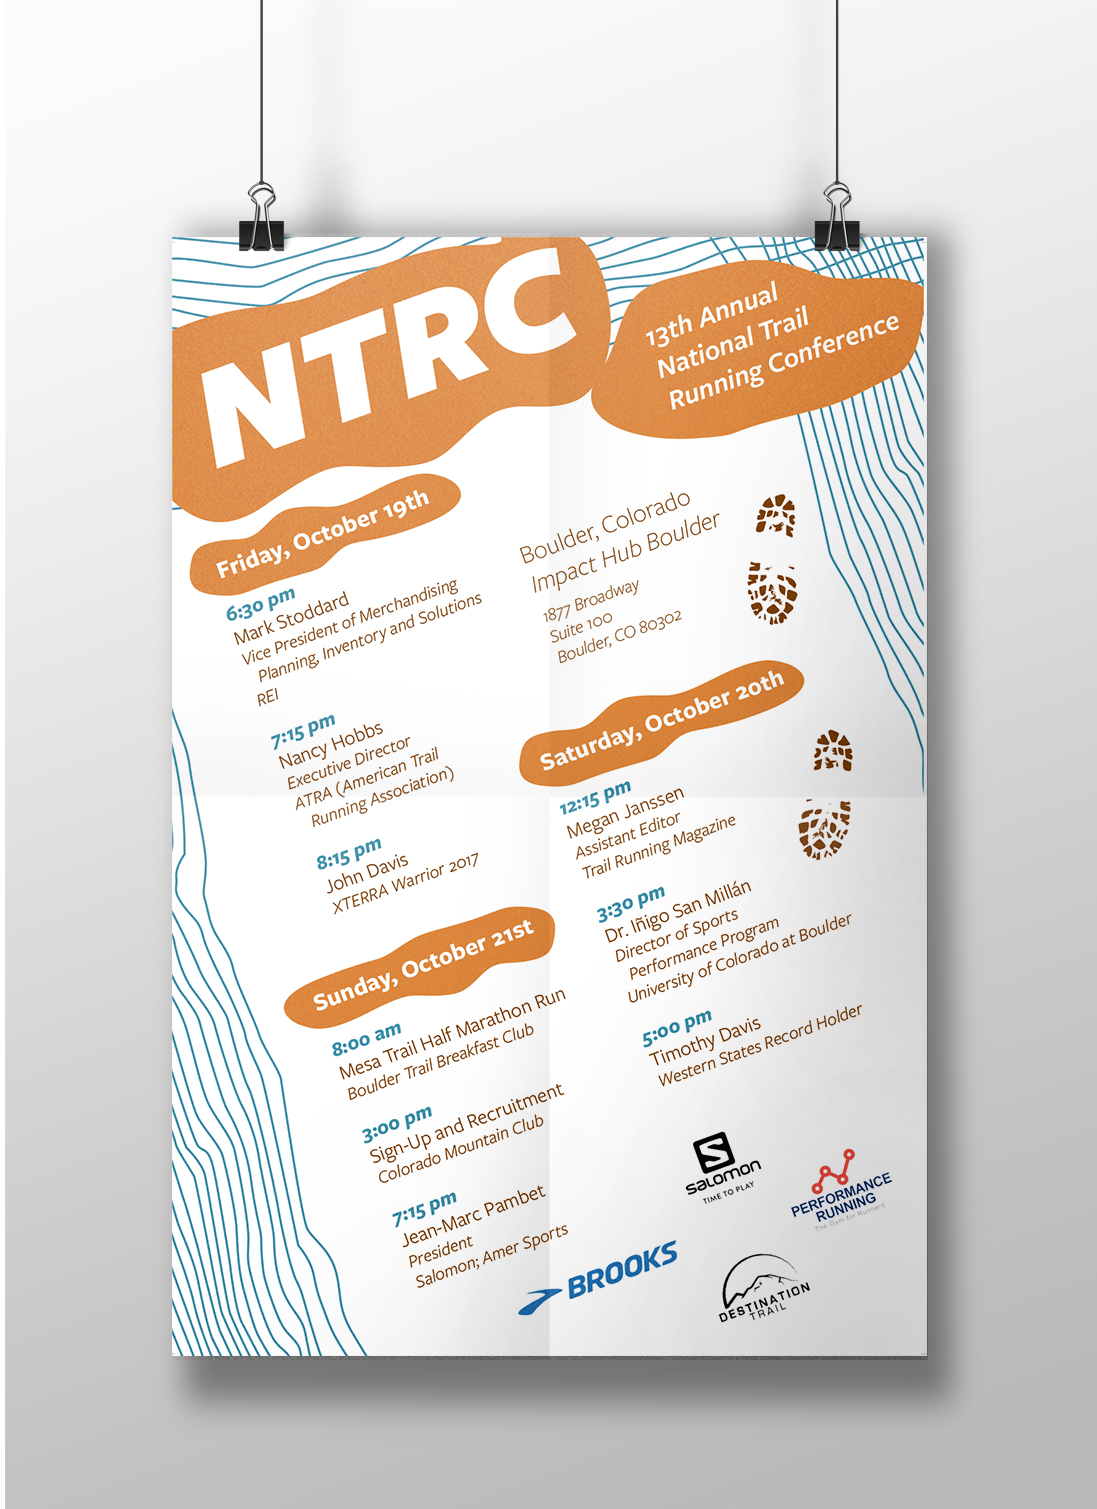 NTRC
13th Annual
National Trail
Running Conference
Friday, October 19th
6:30 pm
Mark Stoddard
Vice President of Merchandising
Planning, Inventory and Solutions
REI
7:15 pm
Nancy Hobbs
Executive Director
ATRA (American Trail
Running Association)
8:15 pm
John Davis
XTERRA Warrior 2017
Boulder, Colorado
Impact Hub Boulder
1877 Broadway
Suite 100
Boulder, CO 80302
Saturday, October 20th
12:15 pm
Megan Janssen
Assistant Editor
Trail Running Magazine
3:30 pm
Dr. Iñigo San Millán
Director of Sports
Performance Program
University of Colorado at Boulder
5:00 pm
Timothy Davis
Western States Record Holder
Sunday, October 21st
8:00 am
Mesa Trail Half Marathon Run
Boulder Trail Breakfast Club
3:00 pm
Sign-Up and Recruitment
Colorado Mountain Club
7:15 pm
Jean-Marc Pambet
President
Salomon; Amer Sports
S
SALOMON
TIME TO PLAY
PERFORMANCE
RUNNING
The Gym for Runners
BROOKS
DESTINATION
TRAIL